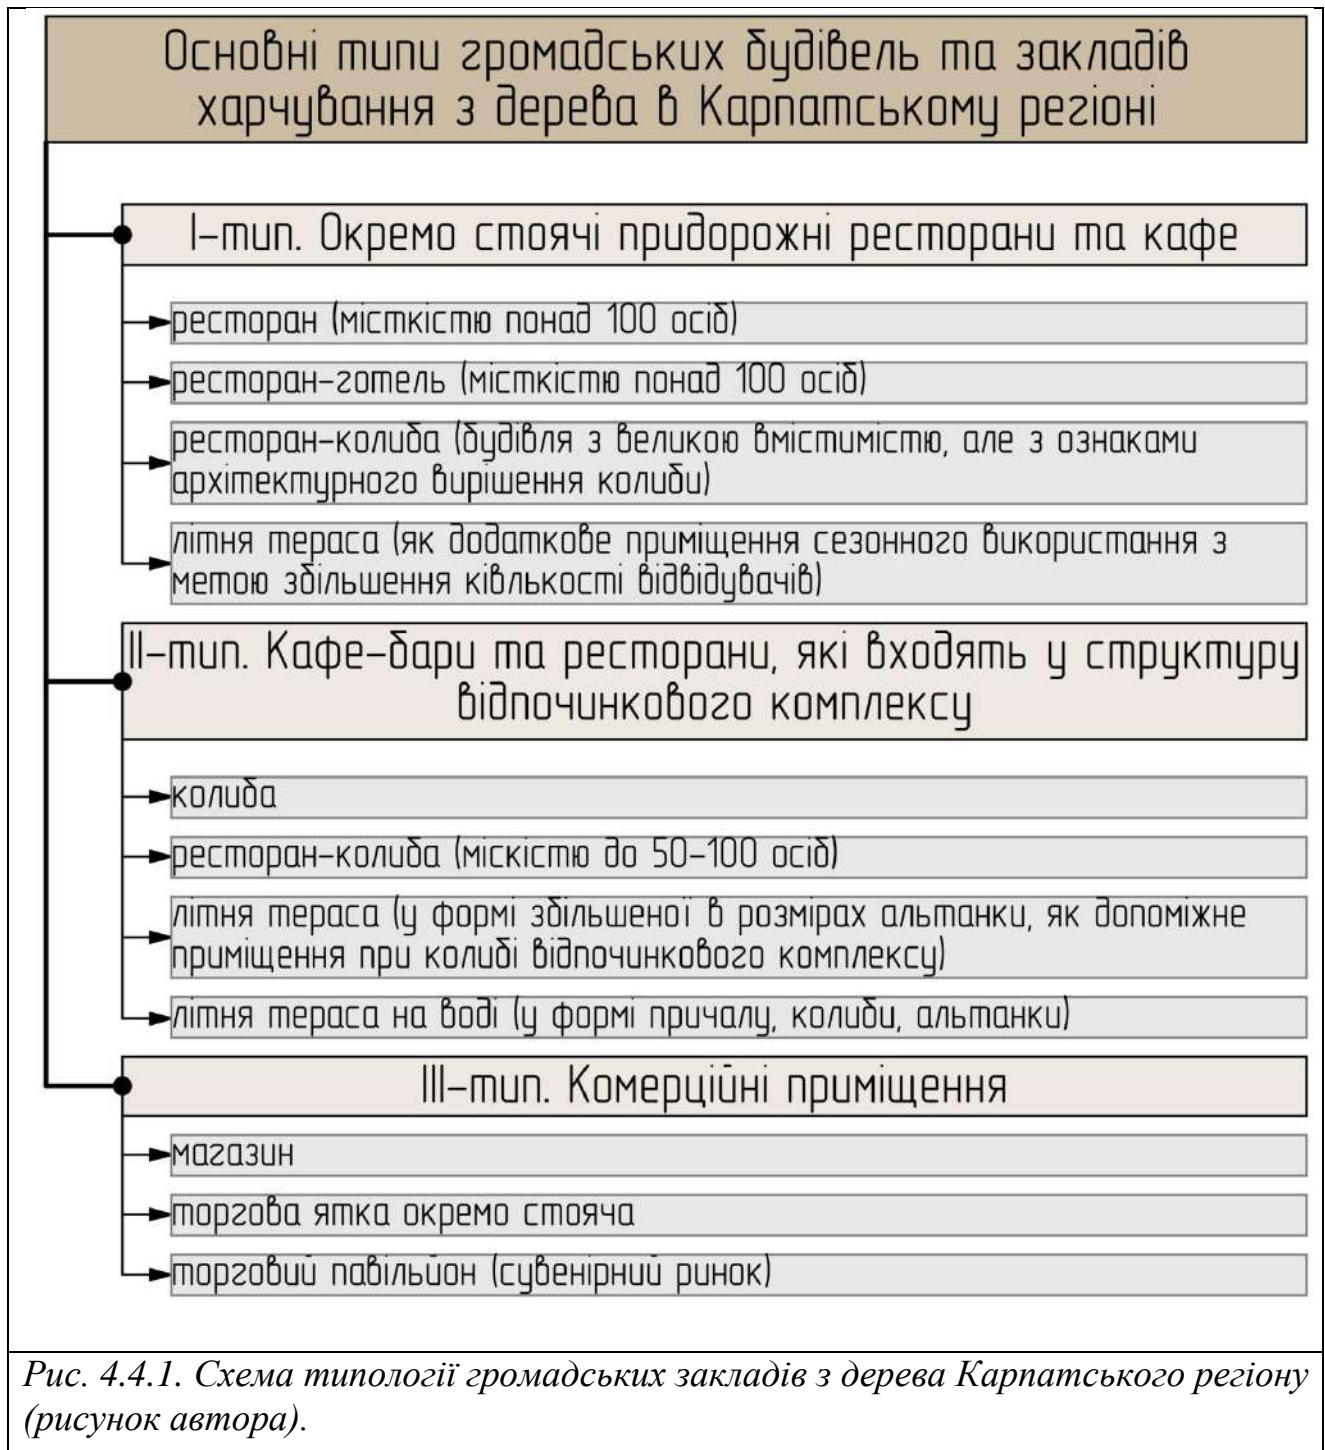 Основні типи громадських будівель та закладів
харчування з дерева в Карпатському регіоні
І-тип. Окремо стоячі придорожні ресторани та кафе
ресторан (місткістю понад 100 осіб)
ресторан-готель (місткістю понад 100 осіб)
ресторан-колиба (будівля з великою вмістимістю, але з ознаками
архітектурного вирішення колиби)
літня тераса (як додаткове приміщення сезонного використання з
метою збільшення ківлькості відвідувачів)
ІІ-тип. Кафе-бари та ресторани, які входять у структуру
відпочинкового комплексу
колиба
ресторан-колиба (міскістю до 50-100 осіб)
літня тераса (у формі збільшеної в розмірах альтанки, як допоміжне
приміщення при колибі відпочинкового комплексу)
літня тераса на воді (у формі причалу, колиби, альтанки)
ІІІ-тип. Комерційні приміщення
магазин
торгова ятка окремо стояча
торговий павільйон (сувенірний ринок)
Рис. 4.4.1. Схема типології громадських закладів з дерева Карпатського регіону
(рисунок автора).